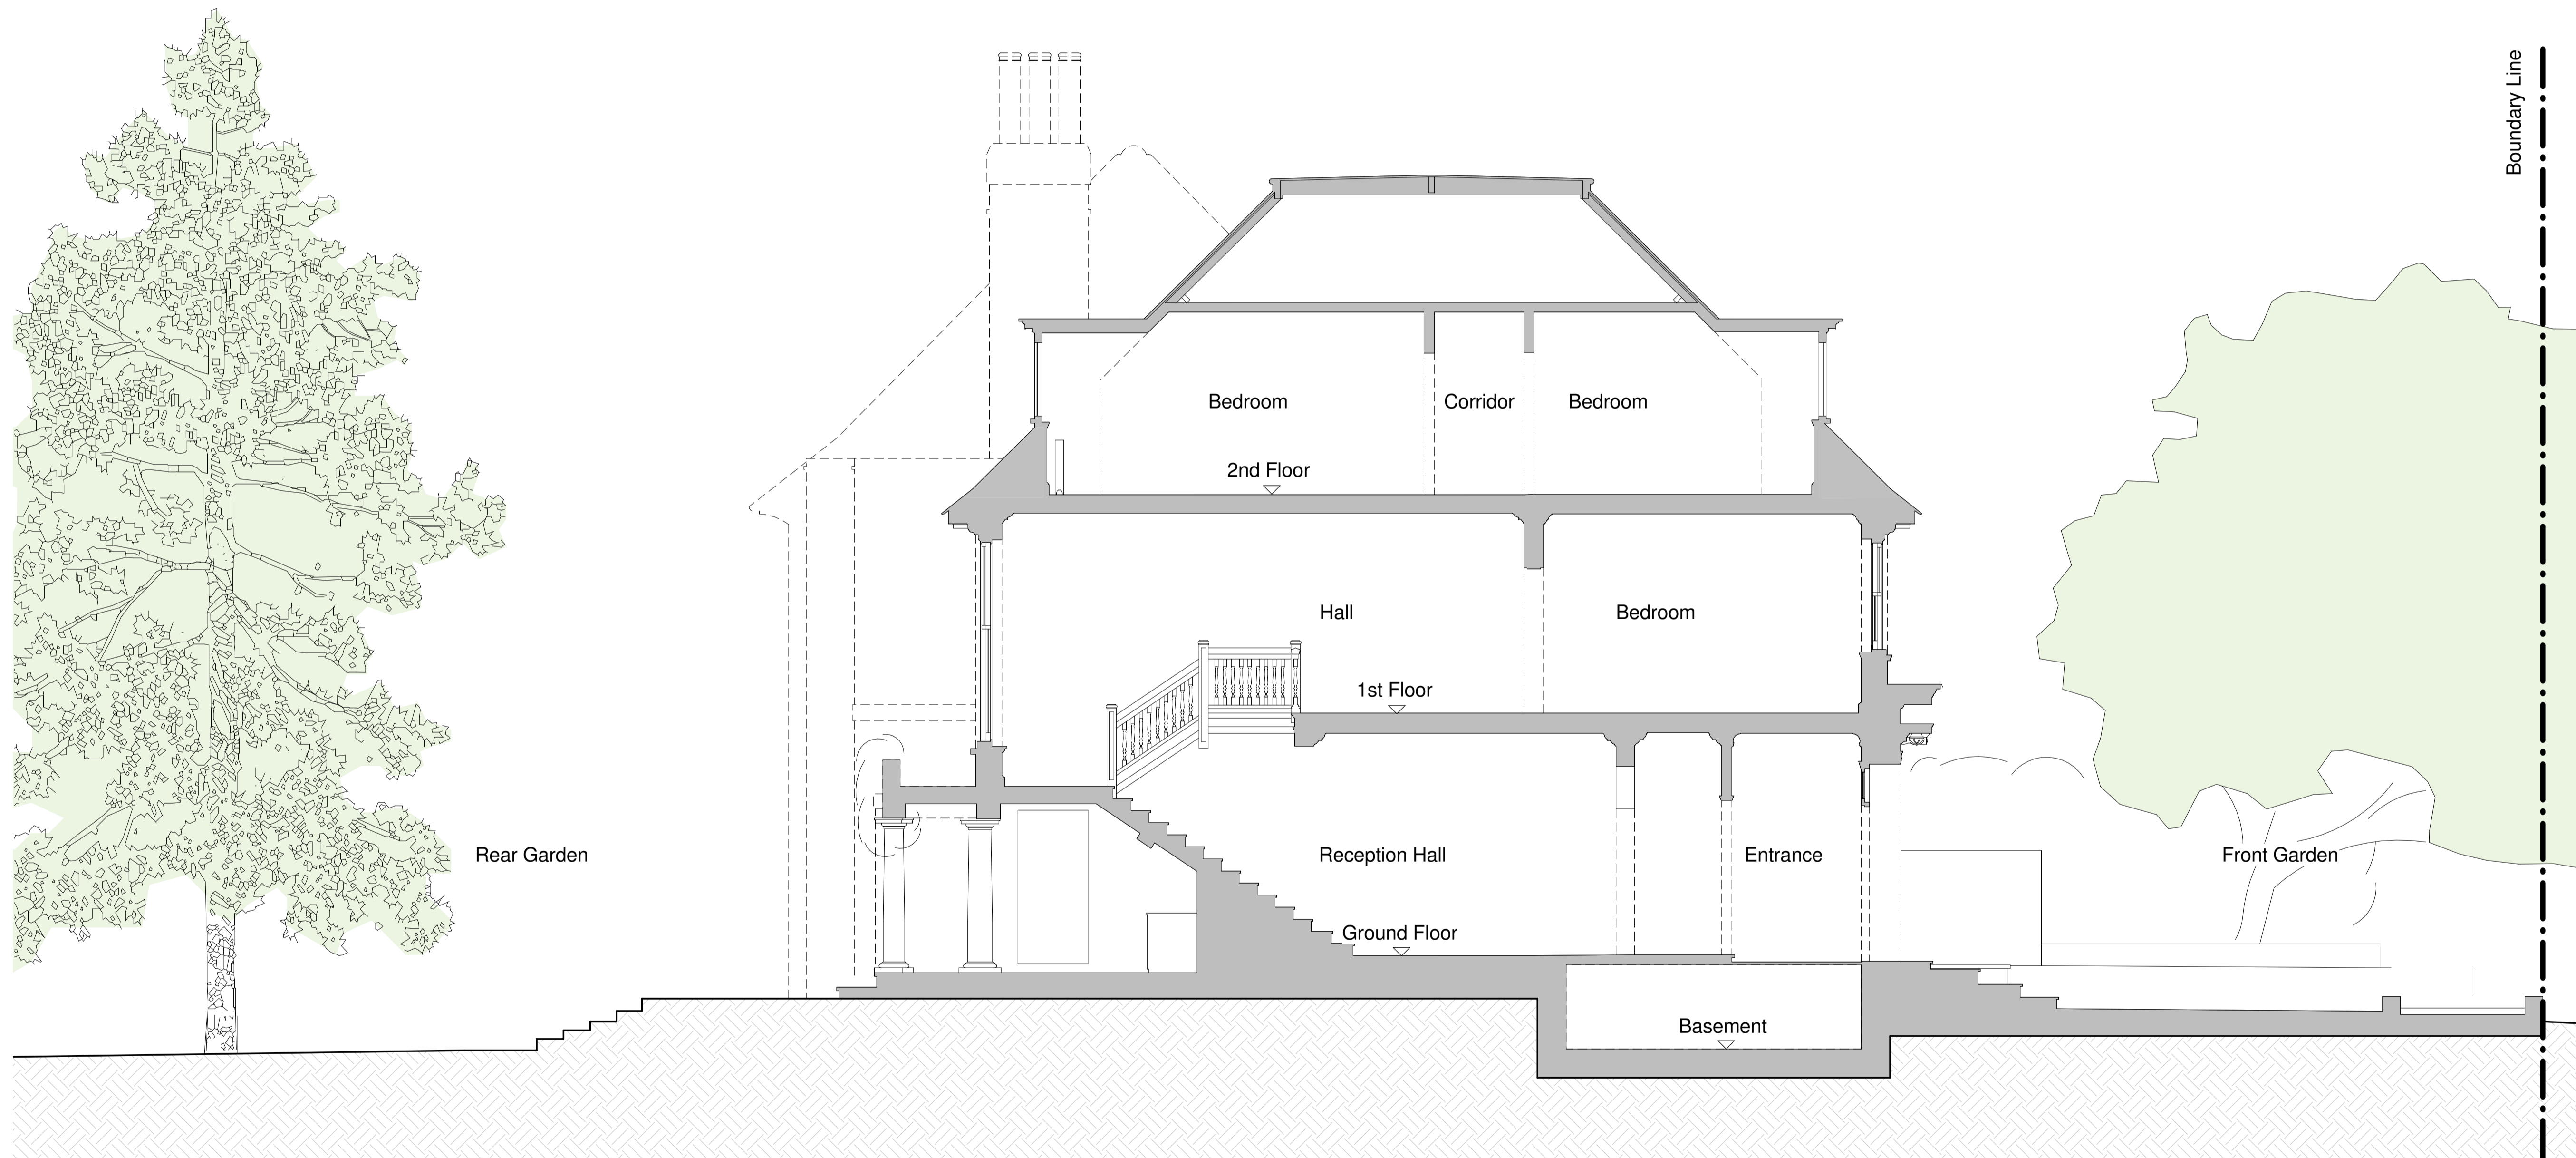 Boundary Line
Bedroom
Corridor
Bedroom
2nd Floor
Hall
Bedroom
1st Floor
Rear Garden
Reception Hall
Entrance
Front Garden
Ground Floor
Basement